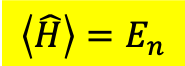 ⟨Ĥ⟩ = Eₙ